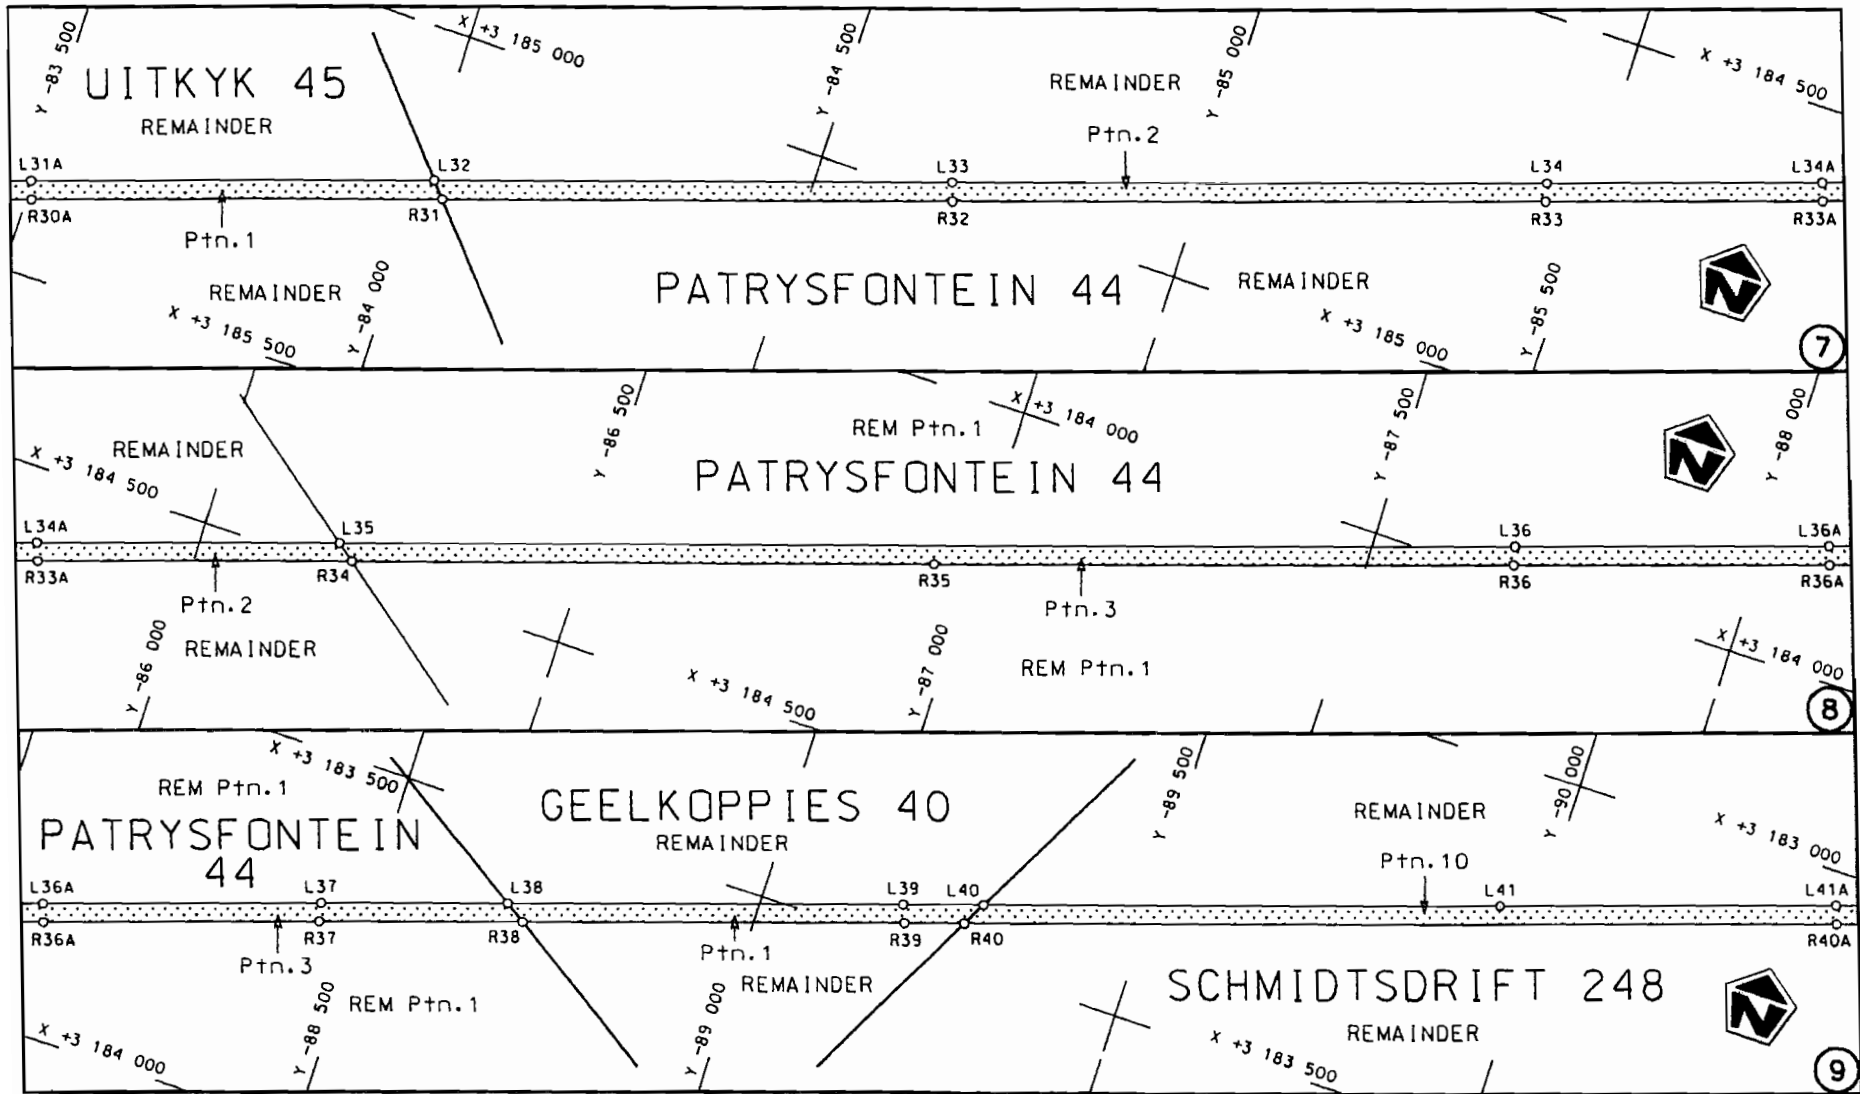 Y -83 500
X +3 185 000
Y -84 500
Y -85 000
X +3 184 500
UITKYK 45
REMAINDER
REMAINDER
Ptn.2
L31A
L32
L33
L34
L34A
R30A
R31
R32
R33
R33A
Ptn.1
REMAINDER
X +3 185 500
Y -84 000
PATRYSFONTEIN 44
REMAINDER
X +3 185 000
Y -85 500
N
7
REMAINDER
X +3 184 500
Y -86 500
REM Ptn.1
X +3 184 000
PATRYSFONTEIN 44
Y -87 500
Y -88 000
N
L34A
L35
L36
L36A
R33A
R34
R35
R36
R36A
Ptn.2
REMAINDER
Y -86 000
X +3 184 500
Y -87 000
Ptn.3
REM Ptn.1
X +3 184 000
8
X +3 183 500
REM Ptn.1
PATRYSFONTEIN
44
GEELKOPPIES 40
REMAINDER
Y -89 500
Y -90 000
REMAINDER
Ptn.10
X +3 183 000
L36A
L37
L38
L39
L40
L41
L41A
R36A
R37
R38
R39
R40
R40A
Ptn.3
Ptn.1
REM Ptn.1
REMAINDER
X +3 184 000
Y -88 500
Y -89 000
SCHMIDTSDRIFT 248
REMAINDER
X +3 183 500
N
9